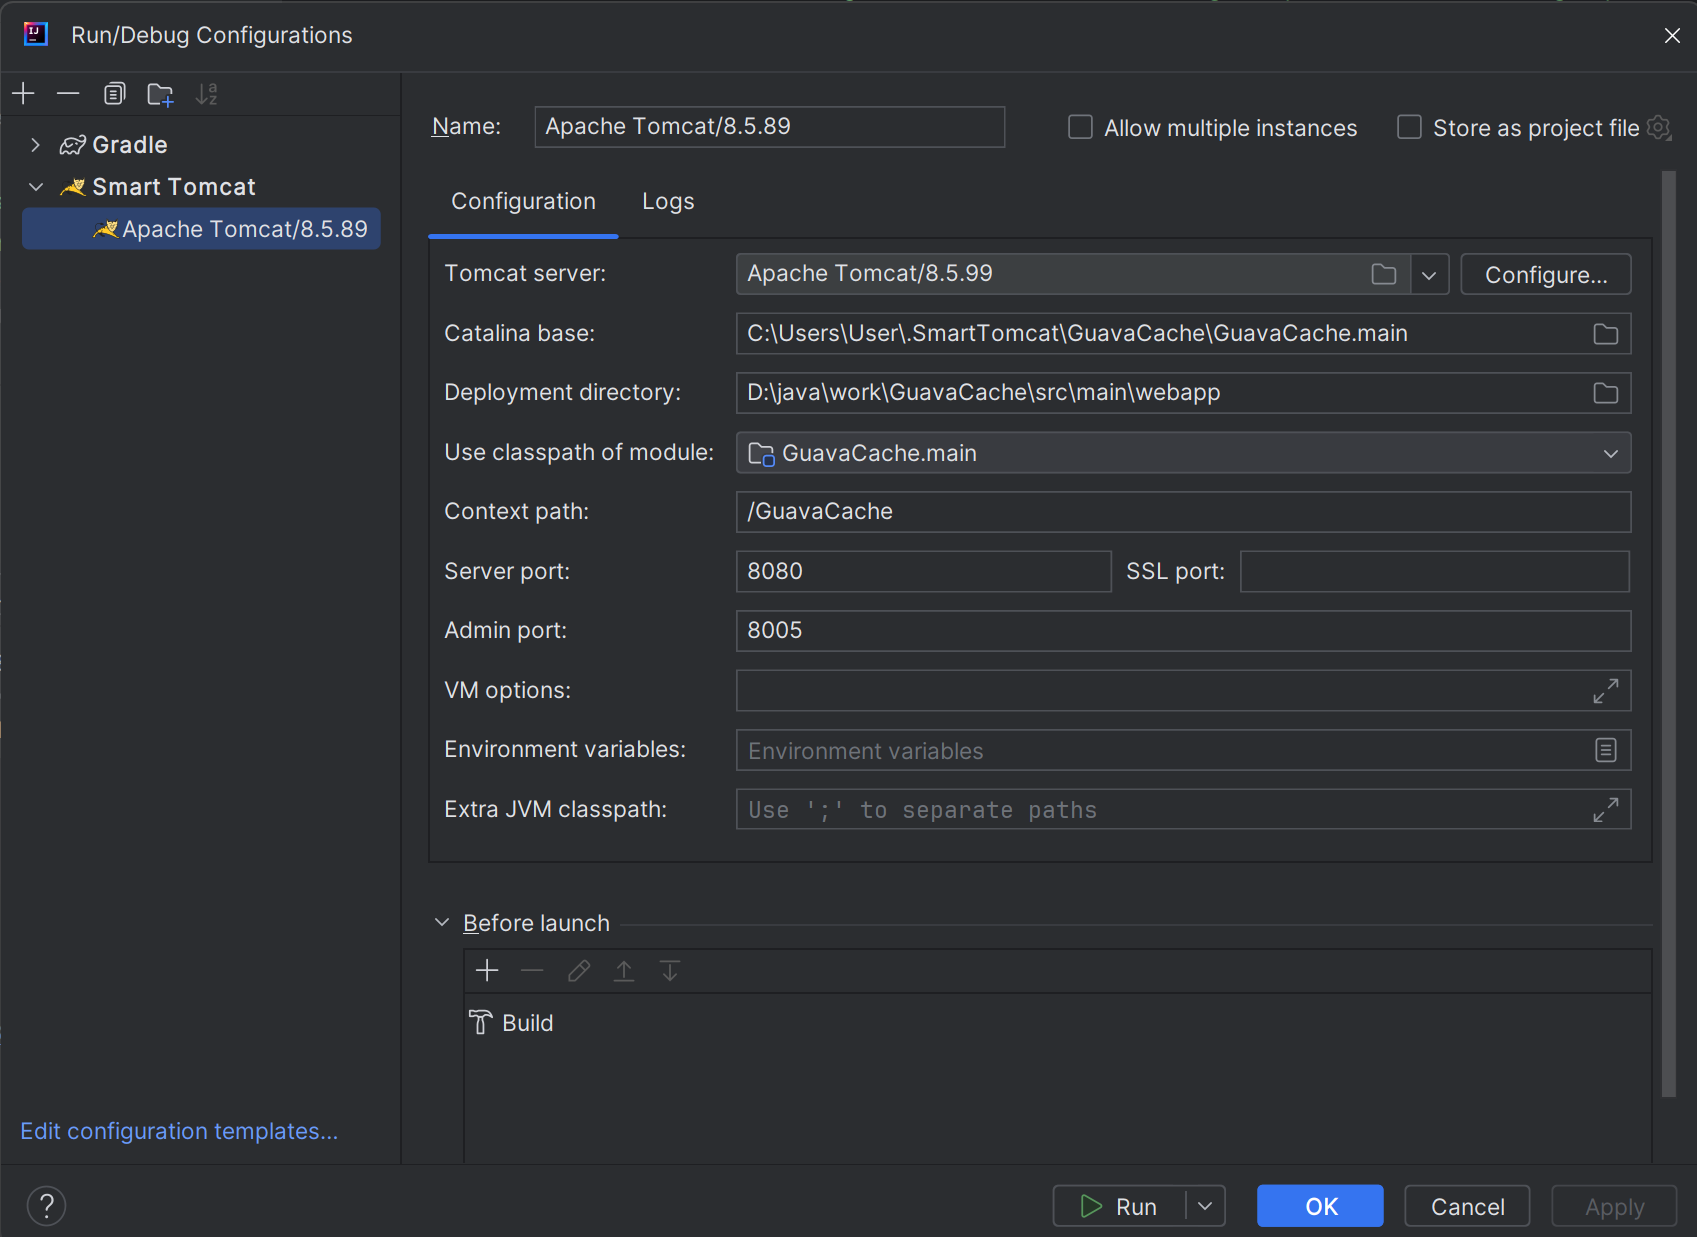 Run/Debug Configurations
Gradle
Smart Tomcat
Apache Tomcat/8.5.89
Edit configuration templates...
Name: Apache Tomcat/8.5.89 Allow multiple instances Store as project file
Configuration Logs
Tomcat server: Apache Tomcat/8.5.99 Configure...
Catalina base: C:\Users\User\.SmartTomcat\GuavaCache\GuavaCache.main
Deployment directory: D:\java\work\GuavaCache\src\main\webapp
Use classpath of module: GuavaCache.main
Context path: /GuavaCache
Server port: 8080 SSL port:
Admin port: 8005
VM options:
Environment variables: Environment variables
Extra JVM classpath: Use ';' to separate paths
Before launch
Build
? Run OK Cancel Apply